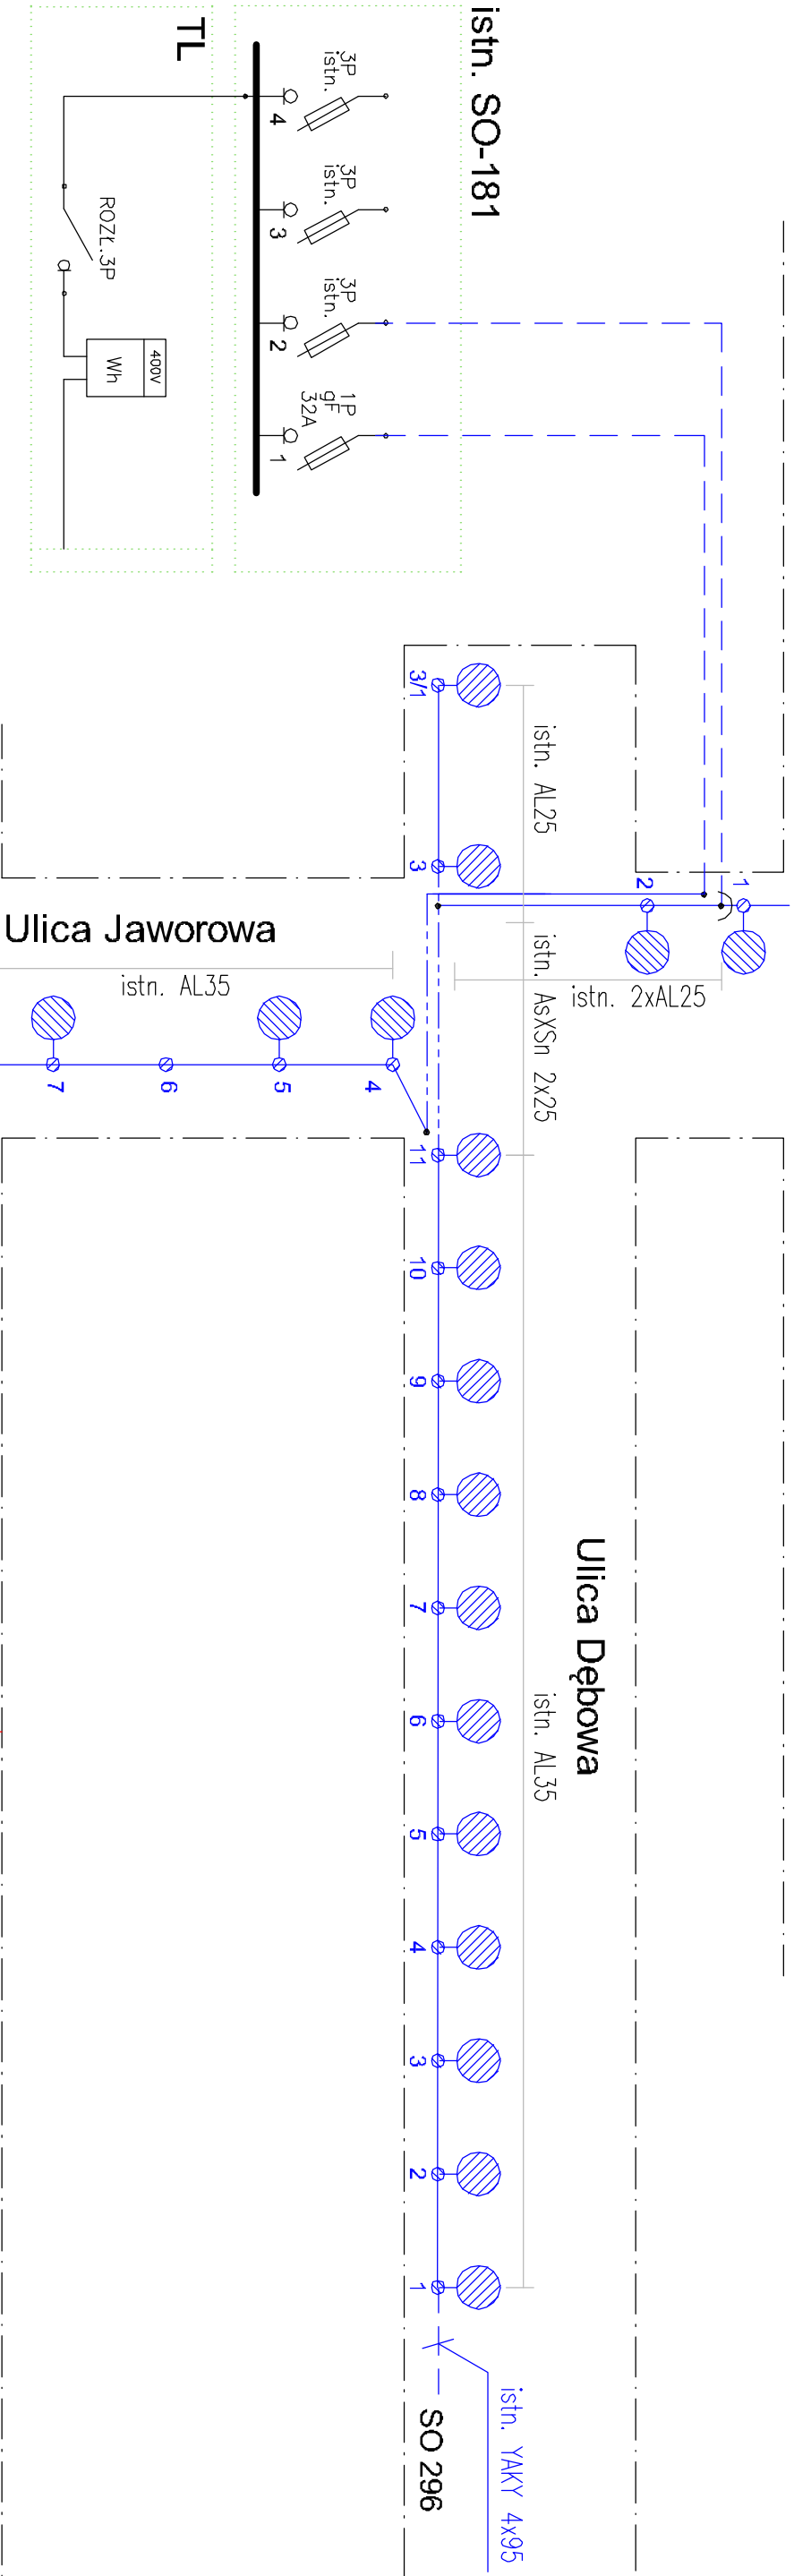 istn. SO-181
TL
3P
istn.
4
3P
istn.
3
3P
istn.
2
1P
gF
32A
1
ROZŁ.3P
400V
Wh
3/1
3
istn. AL25
2
1
istn. 2xAL25
istn. AsXSn 2x25
Ulica Jaworowa
istn. AL35
7
6
5
4
11
10
9
8
7
6
5
4
3
2
1
Ulica Dębowa
istn. AL35
istn. YAKY 4x95
SO 296